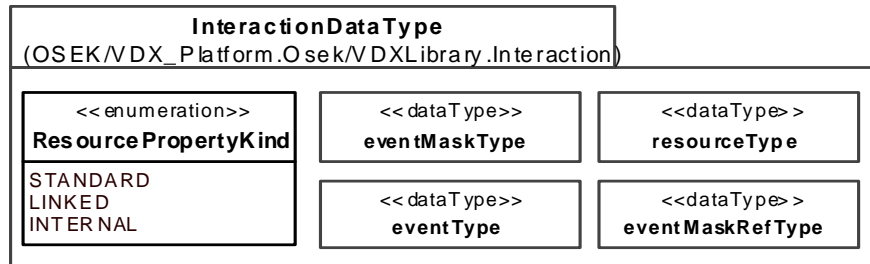 InteractionDataType
(OSEK/VDX_Platform.Osek/VDXLibrary.Interaction)
<<enumeration>>
ResourcePropertyKind
STANDARD
LINKED
INTERNAL
<<dataType>>
eventMaskType
<<dataType>>
resourceType
<<dataType>>
eventType
<<dataType>>
eventMaskRefType